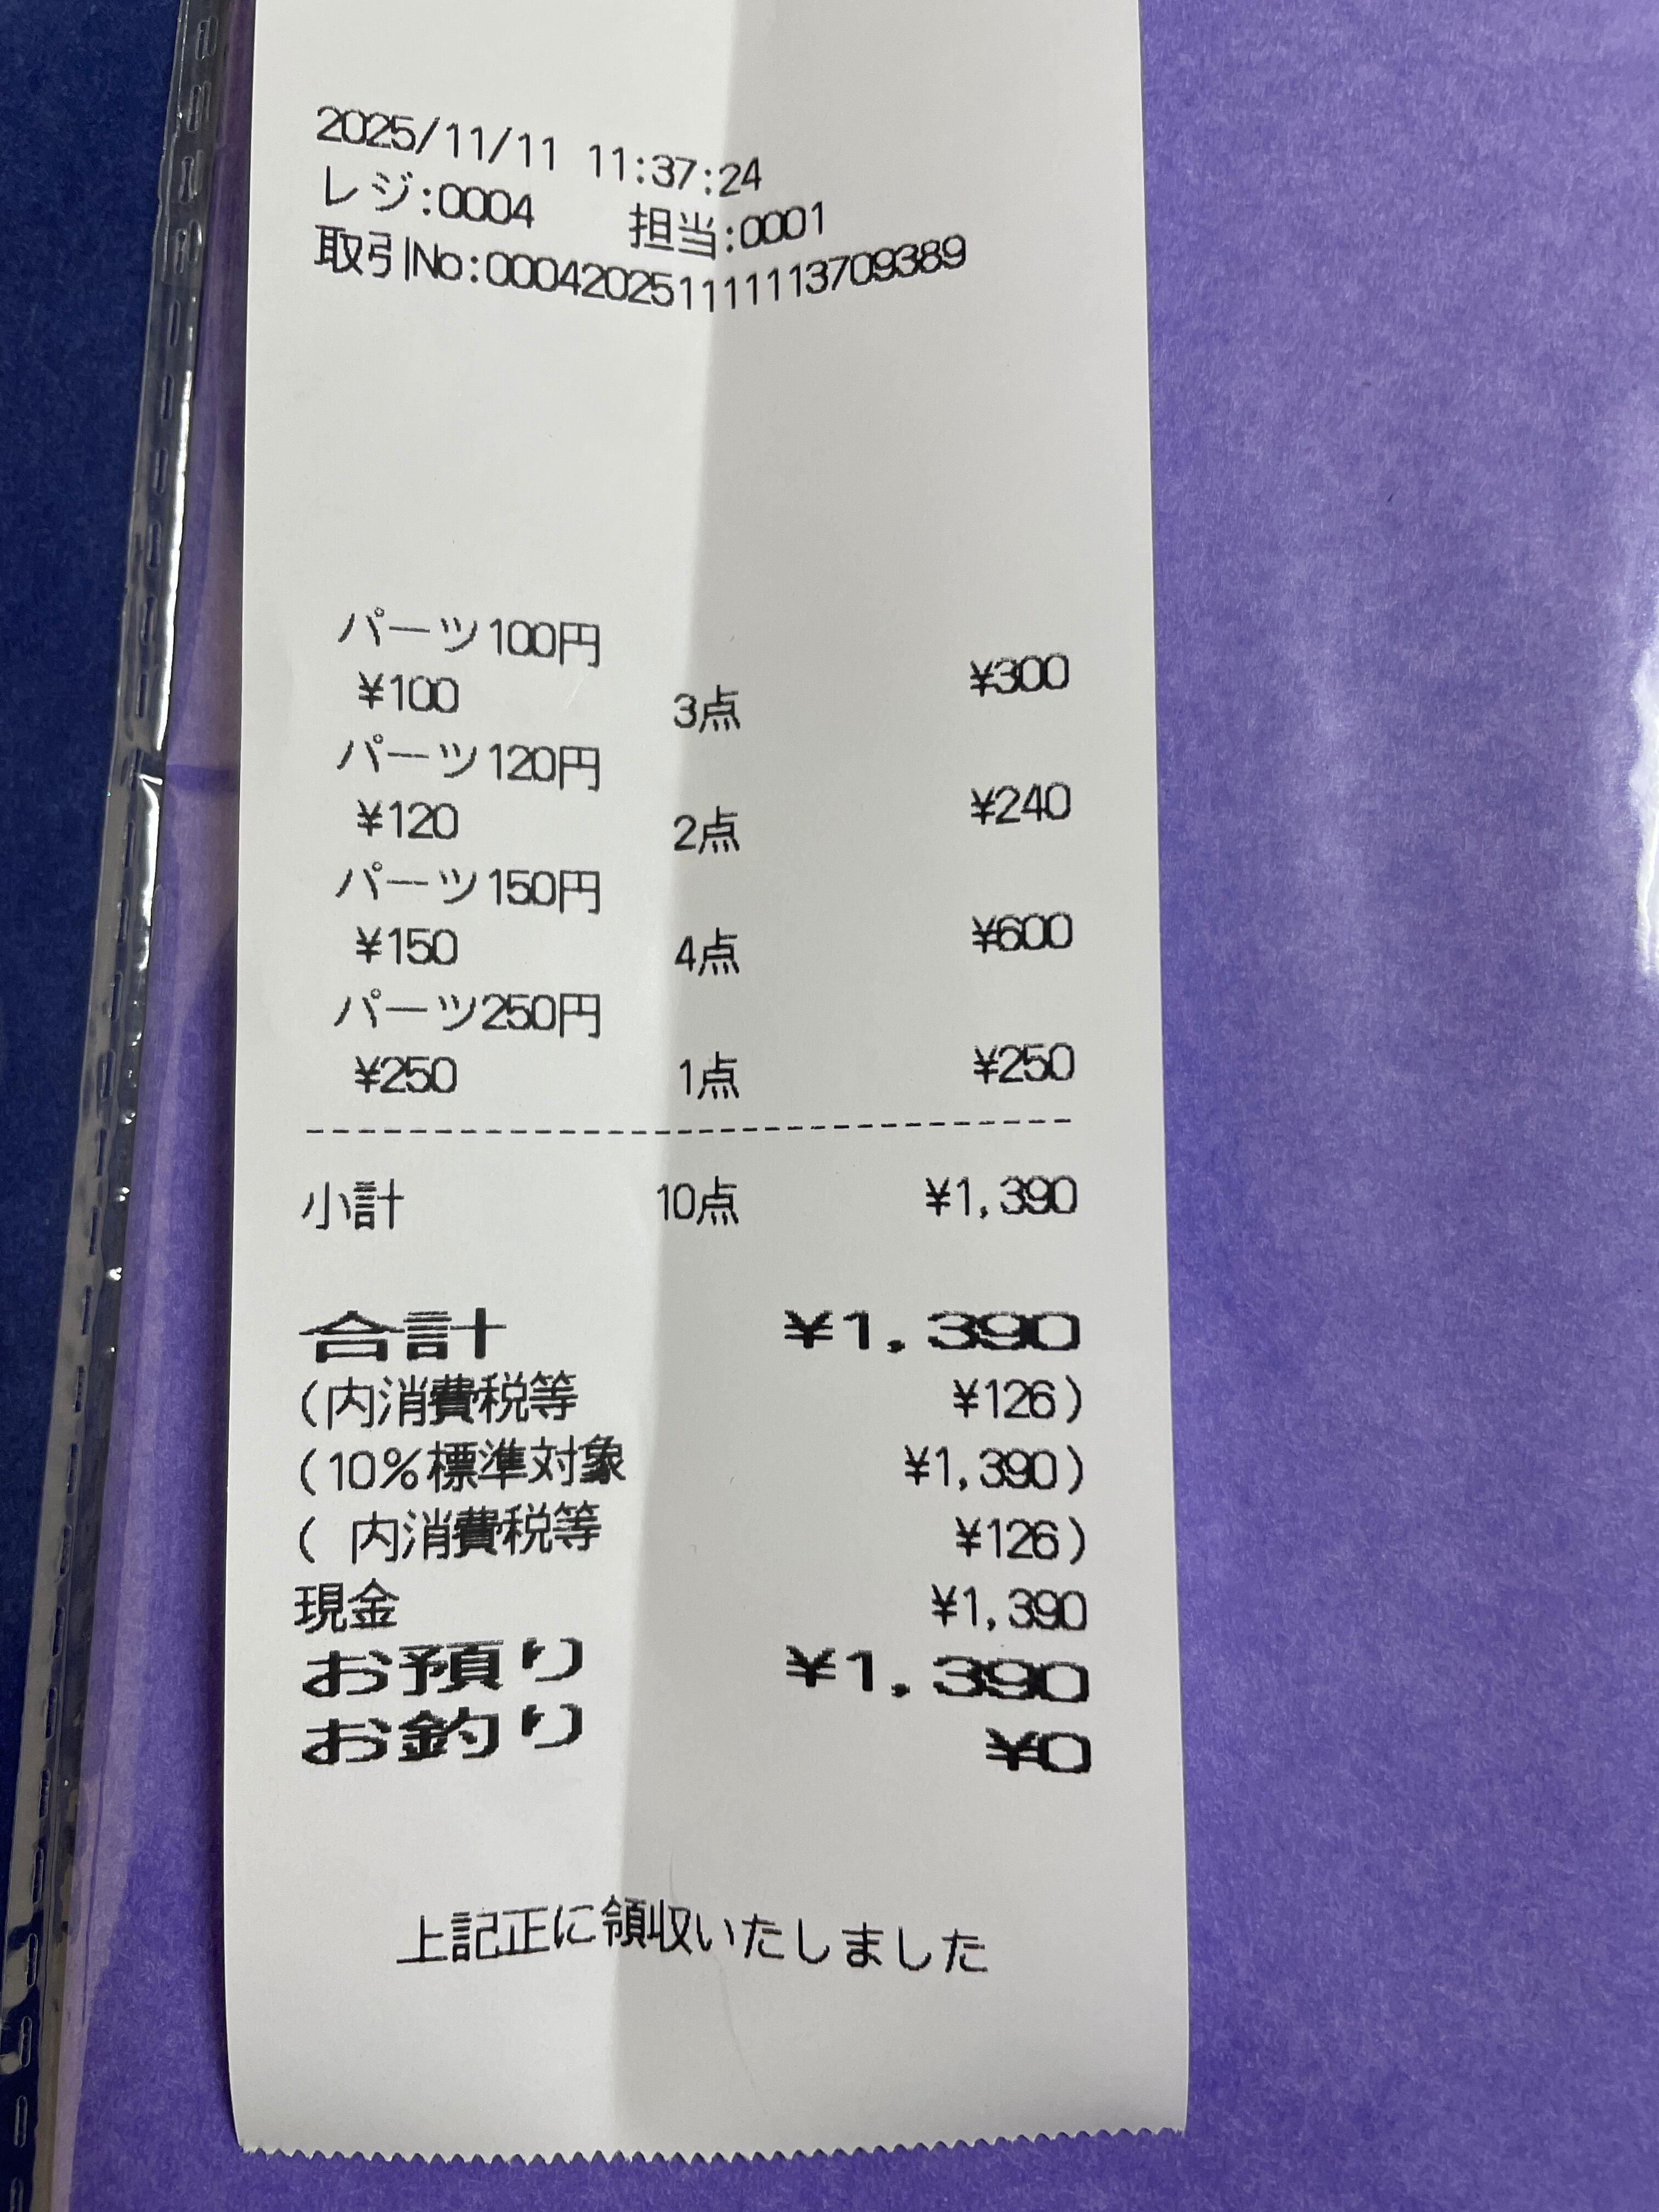 2025/11/11 11:37:24
レジ:0004 担当:0001
取引No:0004202511111113709389
パーツ100円
¥100 3点 ¥300
パーツ120円
¥120 2点 ¥240
パーツ150円
¥150 4点 ¥600
パーツ250円
¥250 1点 ¥250
小計 10点 ¥1,390
合計 ¥1,390
(内消費税等 ¥126)
(10%標準対象 ¥1,390)
( 内消費税等 ¥126)
現金 ¥1,390
お預り ¥1,390
お釣り ¥0
上記正に領収いたしました